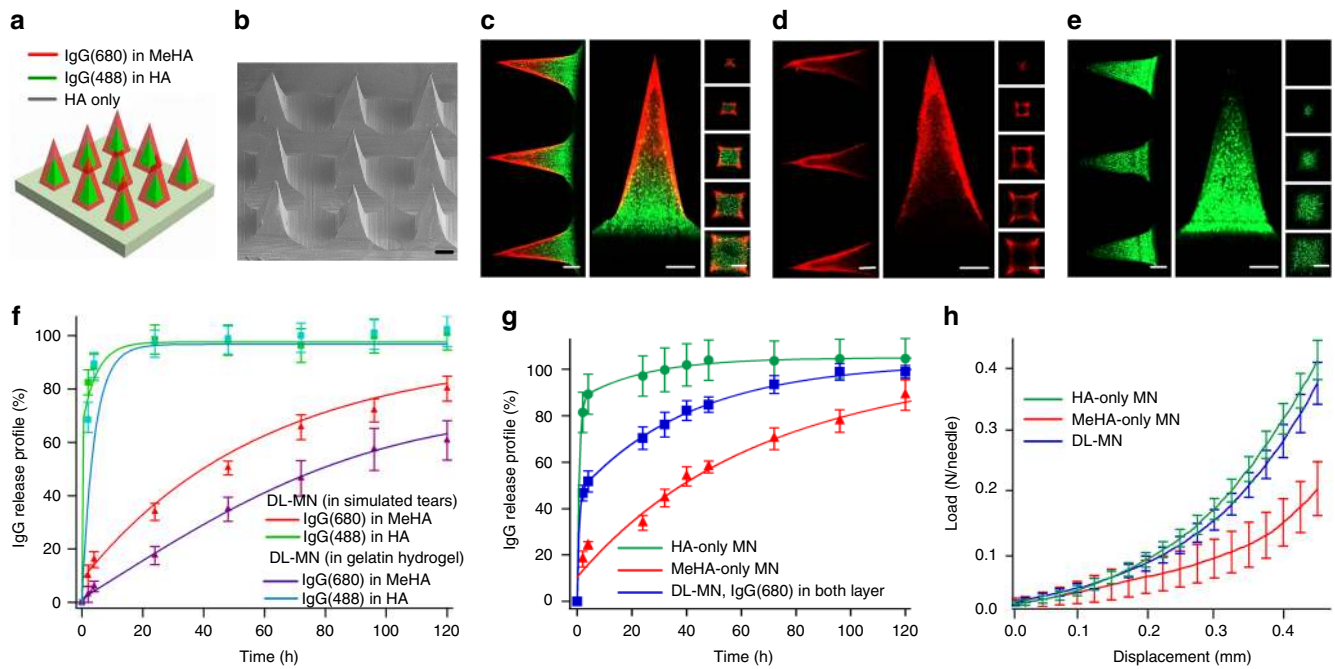 a
IgG(680) in MeHA
IgG(488) in HA
HA only
b
c
d
e
f
IgG release profile (%)
100
80
60
40
20
0
0 20 40 60 80 100 120
Time (h)
DL-MN (in simulated tears)
IgG(680) in MeHA
IgG(488) in HA
DL-MN (in gelatin hydrogel)
IgG(680) in MeHA
IgG(488) in HA
g
IgG release profile (%)
100
80
60
40
20
0
0 20 40 60 80 100 120
Time (h)
HA-only MN
MeHA-only MN
DL-MN, IgG(680) in both layer
h
Load (N/needle)
0.4
0.3
0.2
0.1
0.0
0.0 0.1 0.2 0.3 0.4
Displacement (mm)
HA-only MN
MeHA-only MN
DL-MN